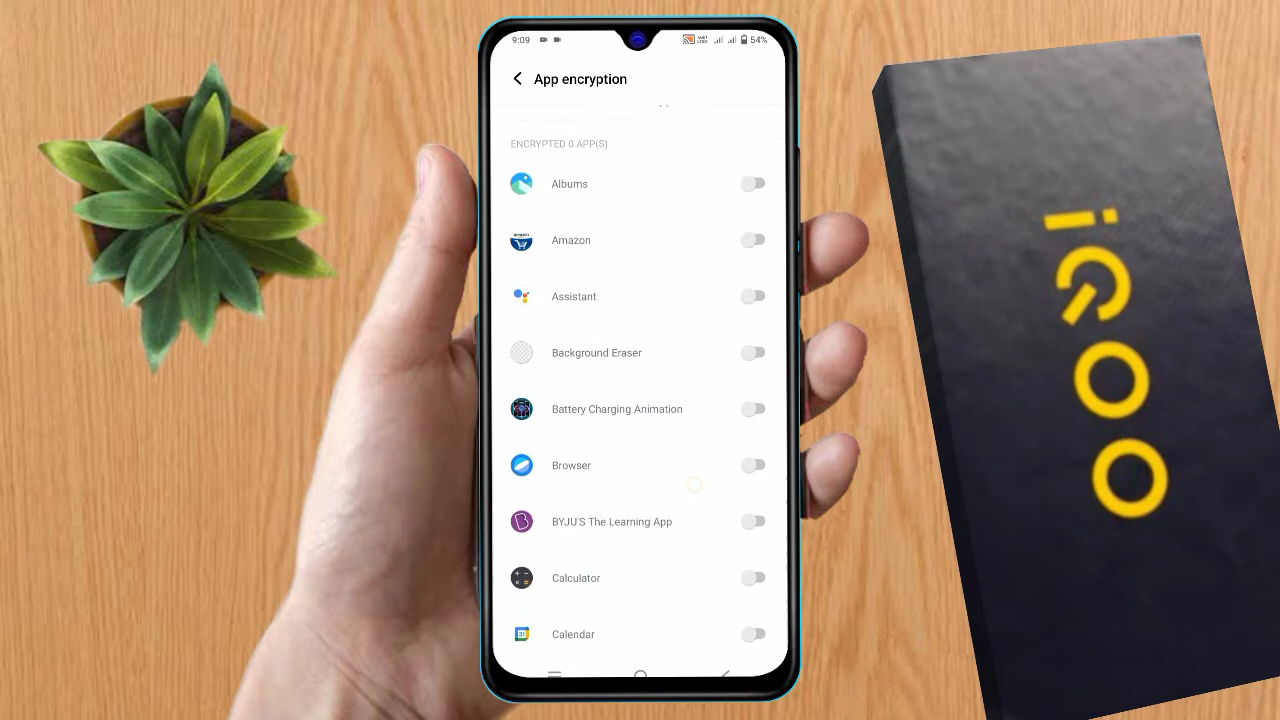 9:09
54%
App encryption
ENCRYPTED 0 APP(S)
Albums
Amazon
Assistant
Background Eraser
Battery Charging Animation
Browser
BYJU'S The Learning App
Calculator
Calendar
iQOO